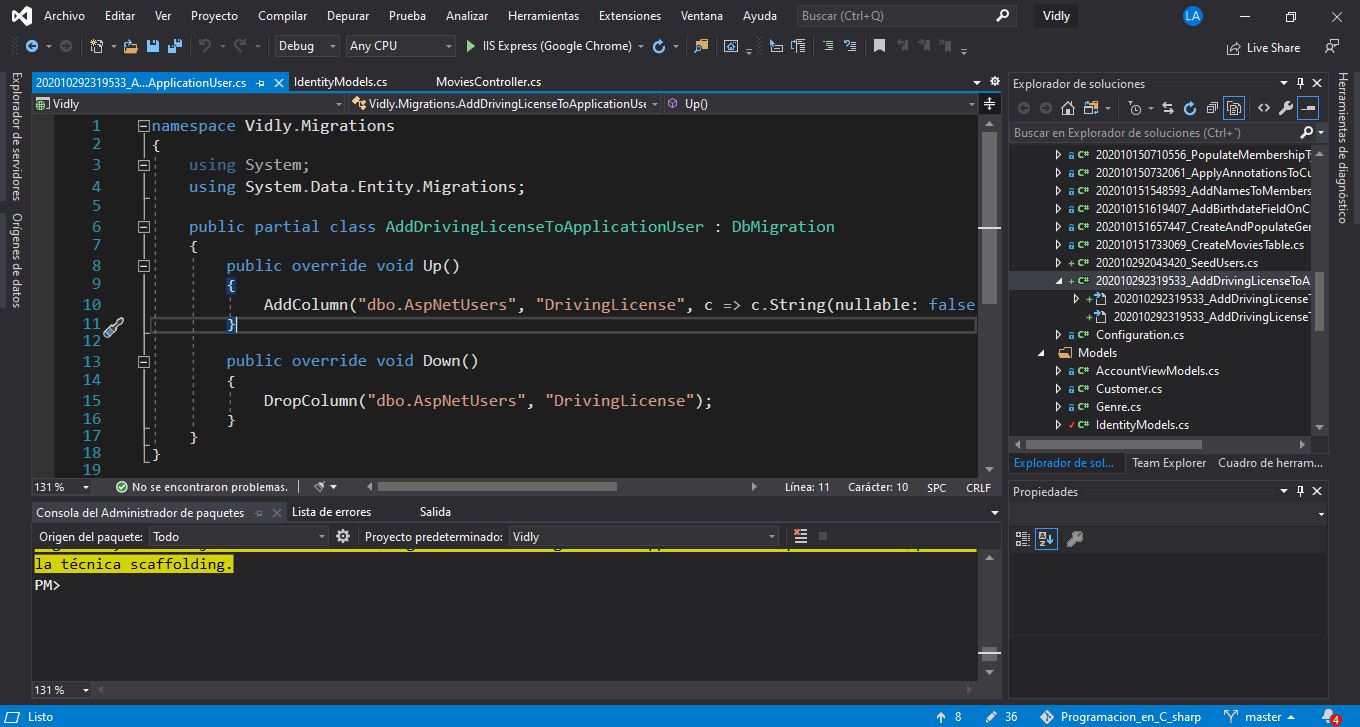 Archivo Editar Ver Proyecto Compilar Depurar Prueba Analizar Herramientas Extensiones Ventana Ayuda Buscar (Ctrl+Q) Vidly LA
Debug Any CPU IIS Express (Google Chrome) Live Share
Explorador de servidores
Orígenes de datos
202010292319533_A...ApplicationUser.cs IdentityModels.cs MoviesController.cs
Vidly Vidly.Migrations.AddDrivingLicenseToApplicationUse Up()
1 namespace Vidly.Migrations
2 {
3 using System;
4 using System.Data.Entity.Migrations;
5
6 public partial class AddDrivingLicenseToApplicationUser : DbMigration
7 {
8 public override void Up()
9 {
10 AddColumn("dbo.AspNetUsers", "DrivingLicense", c => c.String(nullable: false
11 }
12
13 public override void Down()
14 {
15 DropColumn("dbo.AspNetUsers", "DrivingLicense");
16 }
17 }
18 }
19
131 % No se encontraron problemas. Línea: 11 Carácter: 10 SPC CRLF
Consola del Administrador de paquetes Lista de errores Salida
Origen del paquete: Todo Proyecto predeterminado: Vidly
la técnica scaffolding.
PM>
131 %
Explorador de soluciones
Buscar en Explorador de soluciones (Ctrl+´)
202010150710556_PopulateMembershipT
202010150732061_ApplyAnnotationsToCu
202010151548593_AddNamesToMembers
202010151619407_AddBirthdateFieldOnC
202010151657447_CreateAndPopulateGer
202010151733069_CreateMoviesTable.cs
202010292043420_SeedUsers.cs
202010292319533_AddDrivingLicenseToA
202010292319533_AddDrivingLicense
202010292319533_AddDrivingLicense
Configuration.cs
Models
AccountViewModels.cs
Customer.cs
Genre.cs
IdentityModels.cs
Explorador de sol... Team Explorer Cuadro de herram...
Propiedades
Herramientas de diagnóstico
Listo 8 36 Programacion_en_C_sharp master 4